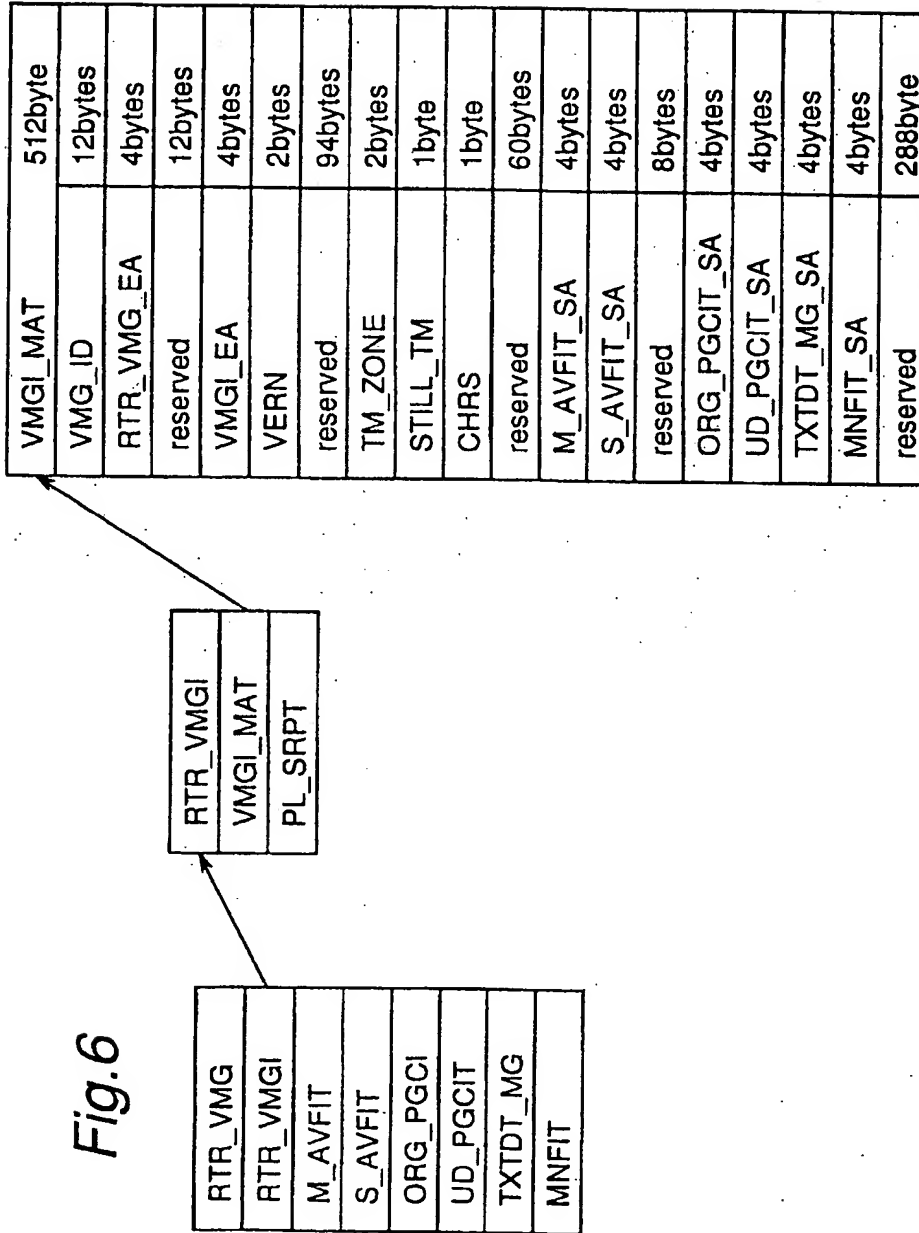 Fig.6
RTR_VMG
RTR_VMGI
M_AVFIT
S_AVFIT
ORG_PGCI
UD_PGCIT
TXTDT_MG
MNFIT
RTR_VMGI
VMGI_MAT
PL_SRPT
VMGI_MAT 512byte
VMG_ID 12bytes
RTR_VMG_EA 4bytes
reserved 12bytes
VMGI_EA 4bytes
VERN 2bytes
reserved 94bytes
TM_ZONE 2bytes
STILL_TM 1byte
CHRS 1byte
reserved 60bytes
M_AVFIT_SA 4bytes
S_AVFIT_SA 4bytes
reserved 8bytes
ORG_PGCIT_SA 4bytes
UD_PGCIT_SA 4bytes
TXTDT_MG_SA 4bytes
MNFIT_SA 4bytes
reserved 288byte